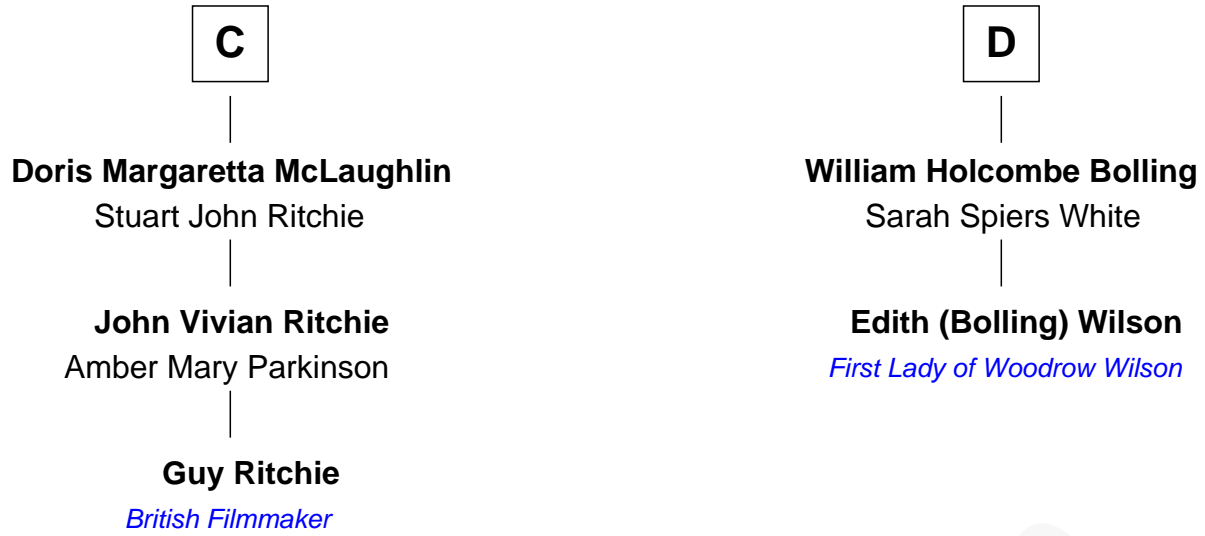 C
Doris Margaretta McLaughlin
Stuart John Ritchie
John Vivian Ritchie
Amber Mary Parkinson
Guy Ritchie
British Filmmaker
D
William Holcombe Bolling
Sarah Spiers White
Edith (Bolling) Wilson
First Lady of Woodrow Wilson